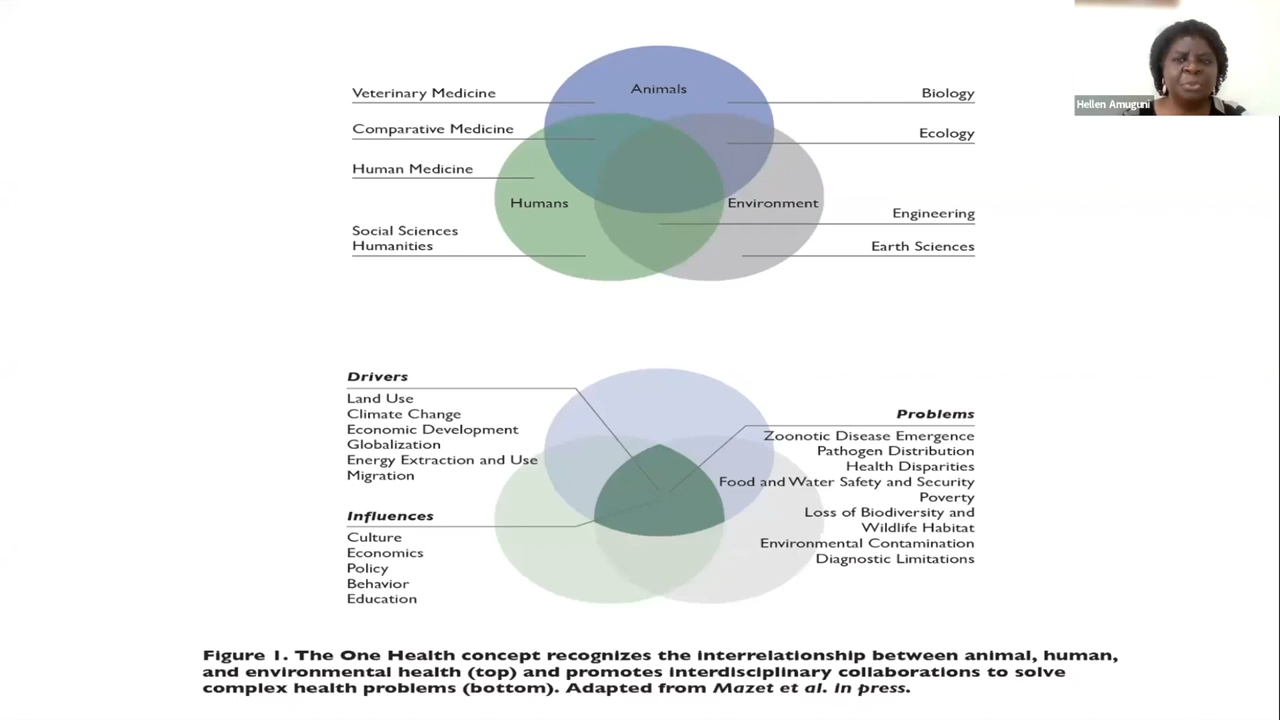 Hellen Amuguni
Animals
Veterinary Medicine
Comparative Medicine
Human Medicine
Social Sciences
Humanities
Humans
Environment
Biology
Ecology
Engineering
Earth Sciences
Drivers
Land Use
Climate Change
Economic Development
Globalization
Energy Extraction and Use
Migration
Influences
Culture
Economics
Policy
Behavior
Education
Problems
Zoonotic Disease Emergence
Pathogen Distribution
Health Disparities
Food and Water Safety and Security
Poverty
Loss of Biodiversity and
Wildlife Habitat
Environmental Contamination
Diagnostic Limitations
Figure 1. The One Health concept recognizes the interrelationship between animal, human,
and environmental health (top) and promotes interdisciplinary collaborations to solve
complex health problems (bottom). Adapted from Mazet et al. in press.